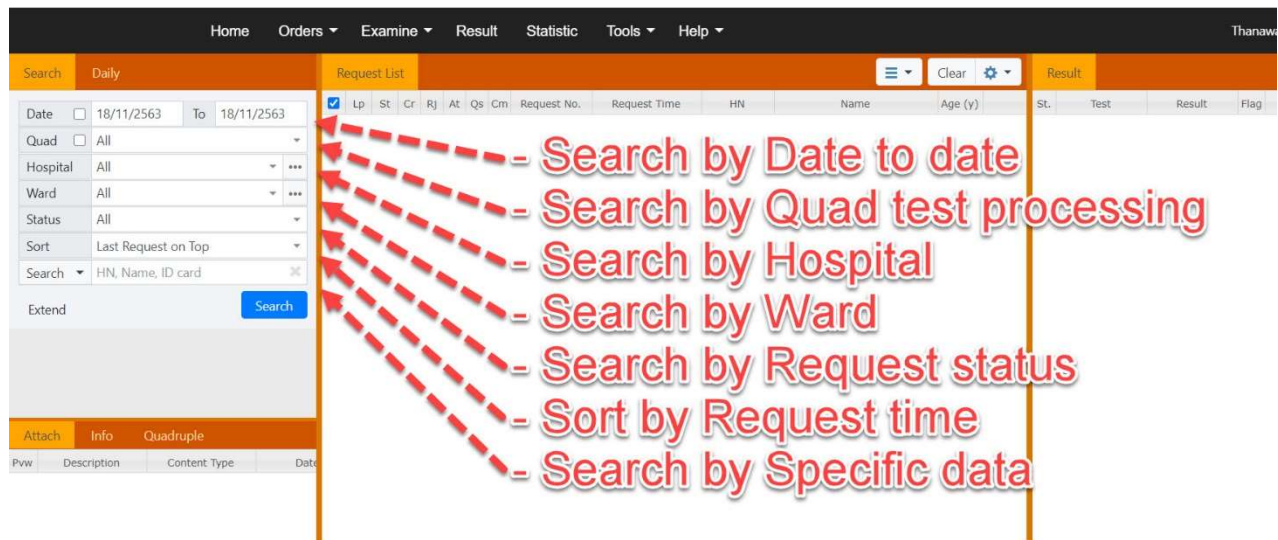 Home Orders Examine Result Statistic Tools Help Thanawa
Search Daily
Request List Clear Result
Lp St Cr Rj At Qs Cm Request No. Request Time HN Name Age (y) St. Test Result Flag
Date 18/11/2563 To 18/11/2563
Quad All
Hospital All
Ward All
Status All
Sort Last Request on Top
Search HN, Name, ID card
Extend Search
- Search by Date to date
- Search by Quad test processing
- Search by Hospital
- Search by Ward
- Search by Request status
- Sort by Request time
- Search by Specific data
Attach Info Quadruple
Pvw Description Content Type Date